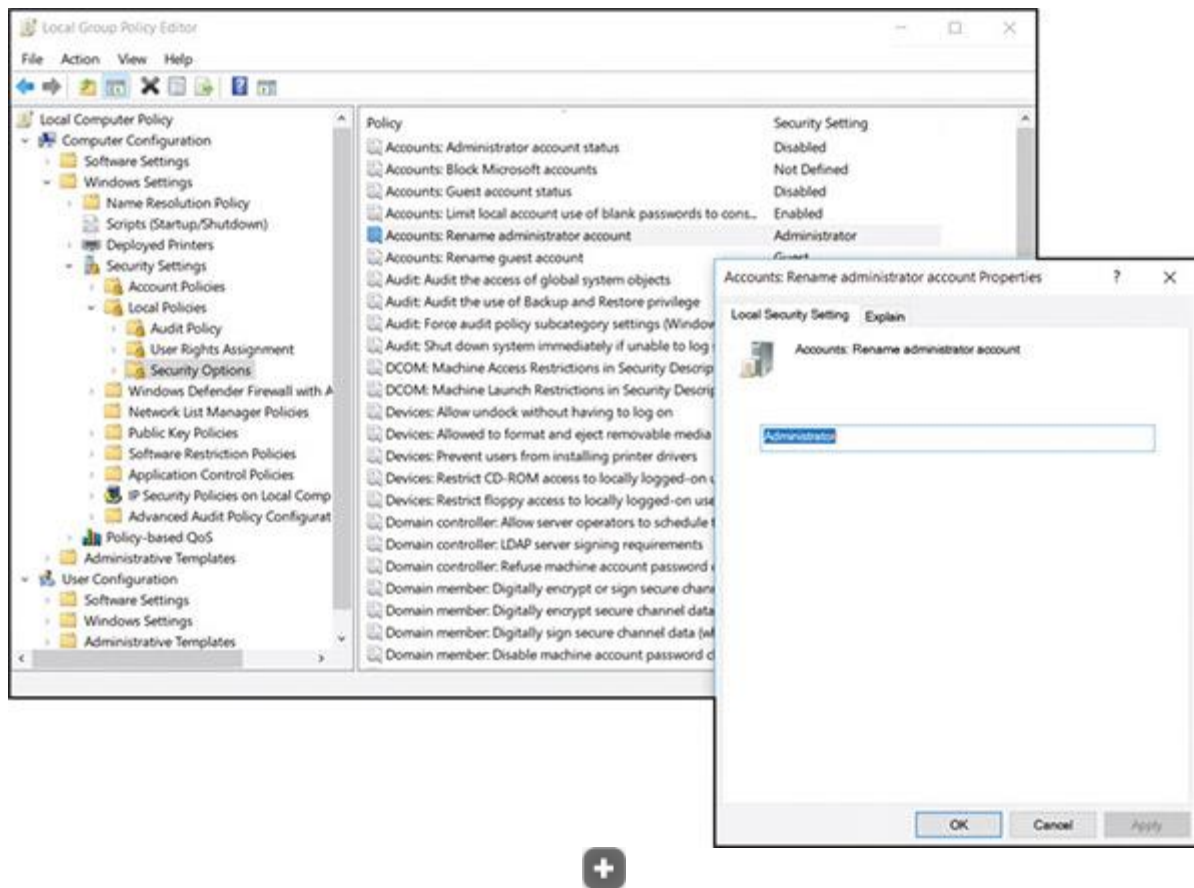 Local Group Policy Editor
File Action View Help
Local Computer Policy
Computer Configuration
Software Settings
Windows Settings
Name Resolution Policy
Scripts (Startup/Shutdown)
Deployed Printers
Security Settings
Account Policies
Local Policies
Audit Policy
User Rights Assignment
Security Options
Windows Defender Firewall with A
Network List Manager Policies
Public Key Policies
Software Restriction Policies
Application Control Policies
IP Security Policies on Local Comp
Advanced Audit Policy Configurat
Policy-based QoS
Administrative Templates
User Configuration
Software Settings
Windows Settings
Administrative Templates
Policy Security Setting
Accounts: Administrator account status Disabled
Accounts: Block Microsoft accounts Not Defined
Accounts: Guest account status Disabled
Accounts: Limit local account use of blank passwords to cons... Enabled
Accounts: Rename administrator account Administrator
Accounts: Rename guest account Guest
Audit: Audit the access of global system objects
Audit: Audit the use of Backup and Restore privilege
Audit: Force audit policy subcategory settings (Window
Audit: Shut down system immediately if unable to log
DCOM: Machine Access Restrictions in Security Descrip
DCOM: Machine Launch Restrictions in Security Descrip
Devices: Allow undock without having to log on
Devices: Allowed to format and eject removable media
Devices: Prevent users from installing printer drivers
Devices: Restrict CD-ROM access to locally logged-on
Devices: Restrict floppy access to locally logged-on use
Domain controller: Allow server operators to schedule
Domain controller: LDAP server signing requirements
Domain controller: Refuse machine account password
Domain member: Digitally encrypt or sign secure chan
Domain member: Digitally encrypt secure channel data
Domain member: Digitally sign secure channel data
Domain member: Disable machine account password
Accounts: Rename administrator account Properties ?
Local Security Setting Explain
Accounts: Rename administrator account
Administrator
OK Cancel Apply